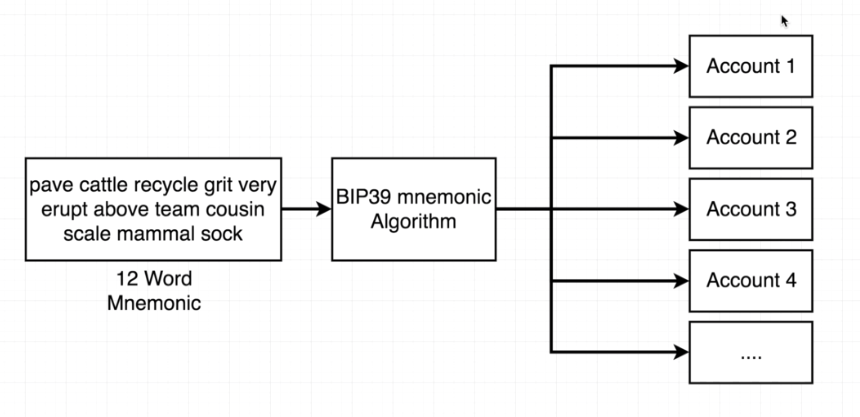 pave cattle recycle grit very
erupt above team cousin
scale mammal sock
12 Word
Mnemonic
BIP39 mnemonic
Algorithm
Account 1
Account 2
Account 3
Account 4
....